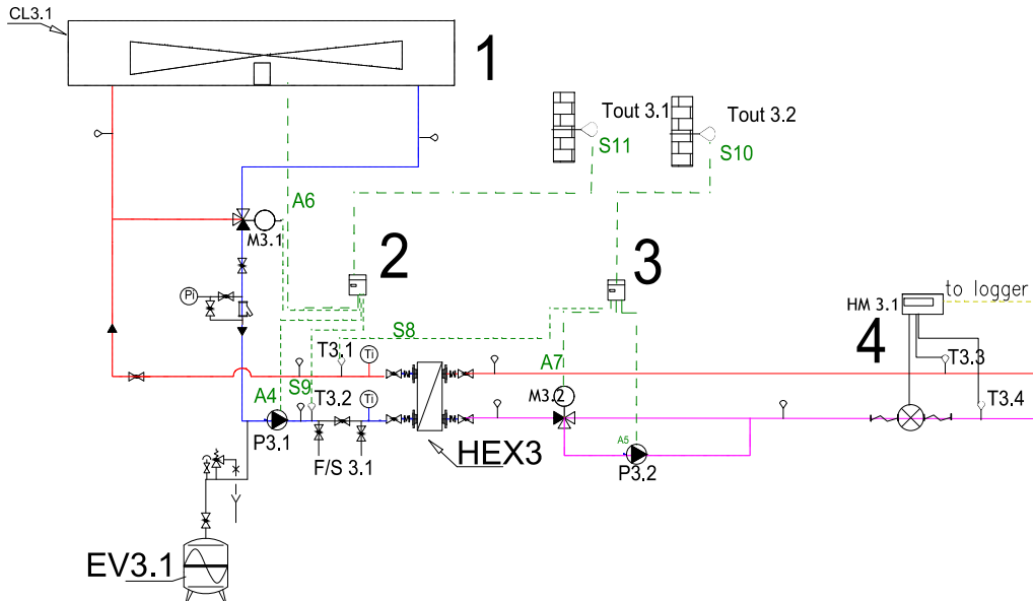 CL3.1
1
Tout 3.1
Tout 3.2
S11
S10
A6
M3.1
2
3
Pi
to logger
HM 3.1
4
S8
T3.1
Ti
A7
T3.3
A4
S9
T3.2
Ti
M3.2
T3.4
P3.1
F/S 3.1
HEX3
A5
P3.2
EV3.1